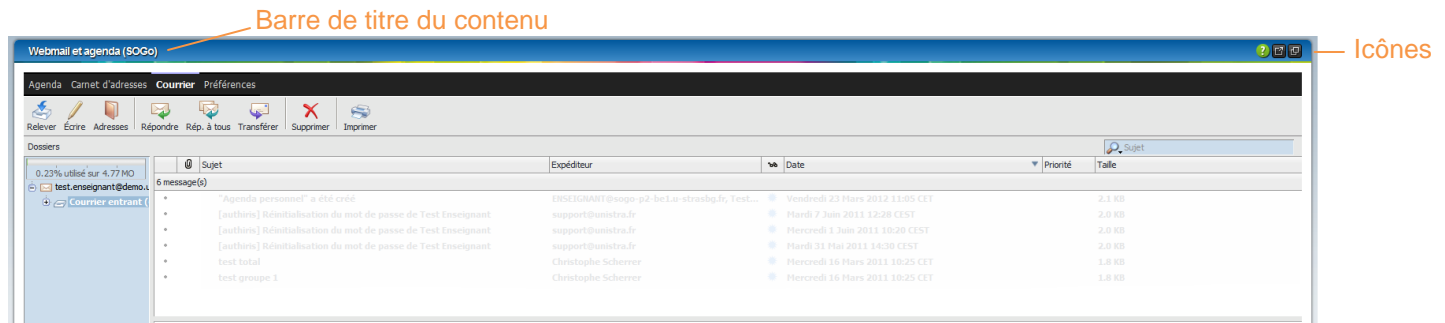 Barre de titre du contenu
Webmail et agenda (SOGo)
Icônes
Agenda Carnet d'adresses Courrier Préférences
Relever Écrire Adresses Répondre Rép. à tous Transférer Supprimer Imprimer
Dossiers Sujet
0.23% utilisé sur 4.77 MO
Sujet Expéditeur Date Priorité Taille
6 message(s)
test.enseignant@demo.u
Courrier entrant (
"Agenda personnel" a été créé ENSEIGNANT@sogo-p2-be1.u-strasbg.fr, Test... Vendredi 23 Mars 2012 11:05 CET 2.1 KB
[authiris] Réinitialisation du mot de passe de Test Enseignant support@unistra.fr Mardi 7 Juin 2011 12:28 CEST 2.0 KB
[authiris] Réinitialisation du mot de passe de Test Enseignant support@unistra.fr Mercredi 1 Juin 2011 10:20 CEST 2.0 KB
[authiris] Réinitialisation du mot de passe de Test Enseignant support@unistra.fr Mardi 31 Mai 2011 14:30 CEST 2.0 KB
test total Christophe Scherrer Mercredi 16 Mars 2011 10:25 CET 1.8 KB
test groupe 1 Christophe Scherrer Mercredi 16 Mars 2011 10:25 CET 1.8 KB